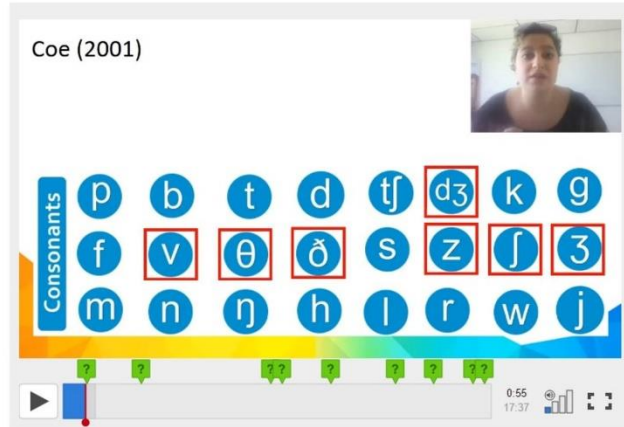 Coe (2001)
Consonants
p b t d tʃ dʒ k g
f v θ ð s z ʃ ʒ
m n ŋ h l r w j
? ? ? ? ? ? ? ? ?
0:55
17:37